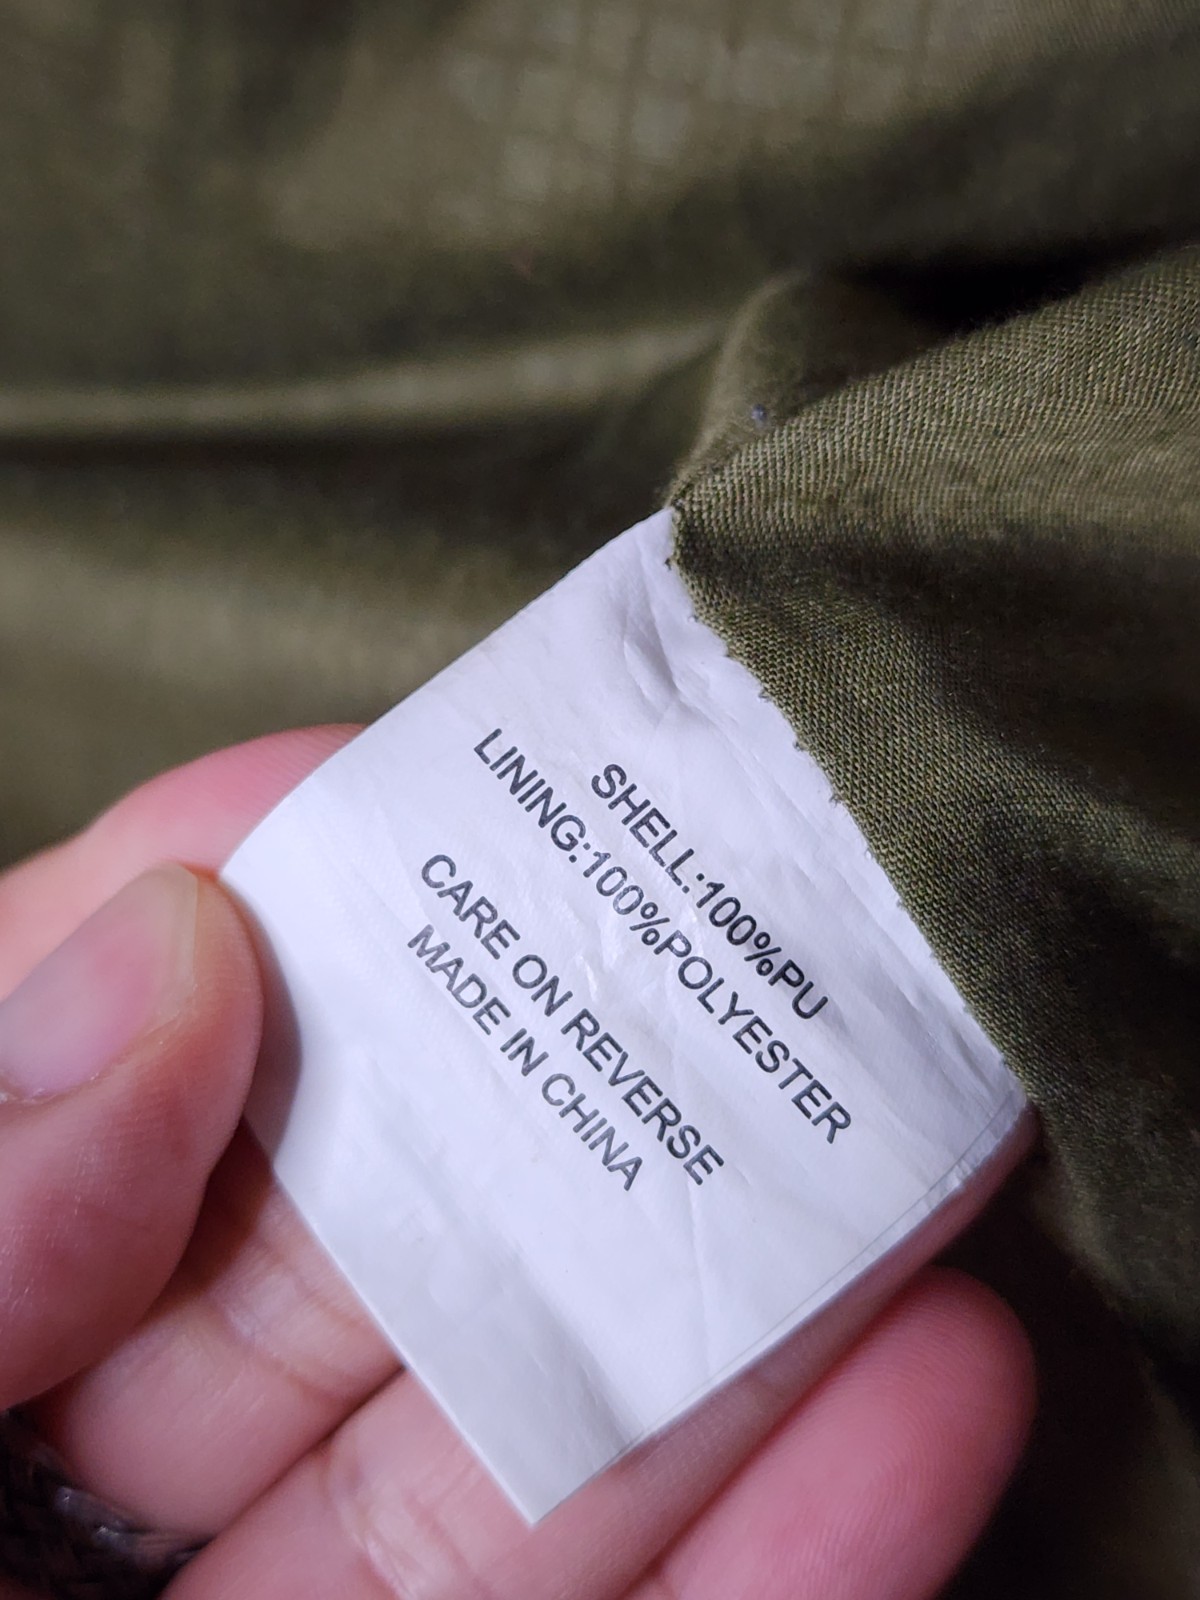 SHELL:100%PU
LINING:100%POLYESTER
CARE ON REVERSE
MADE IN CHINA